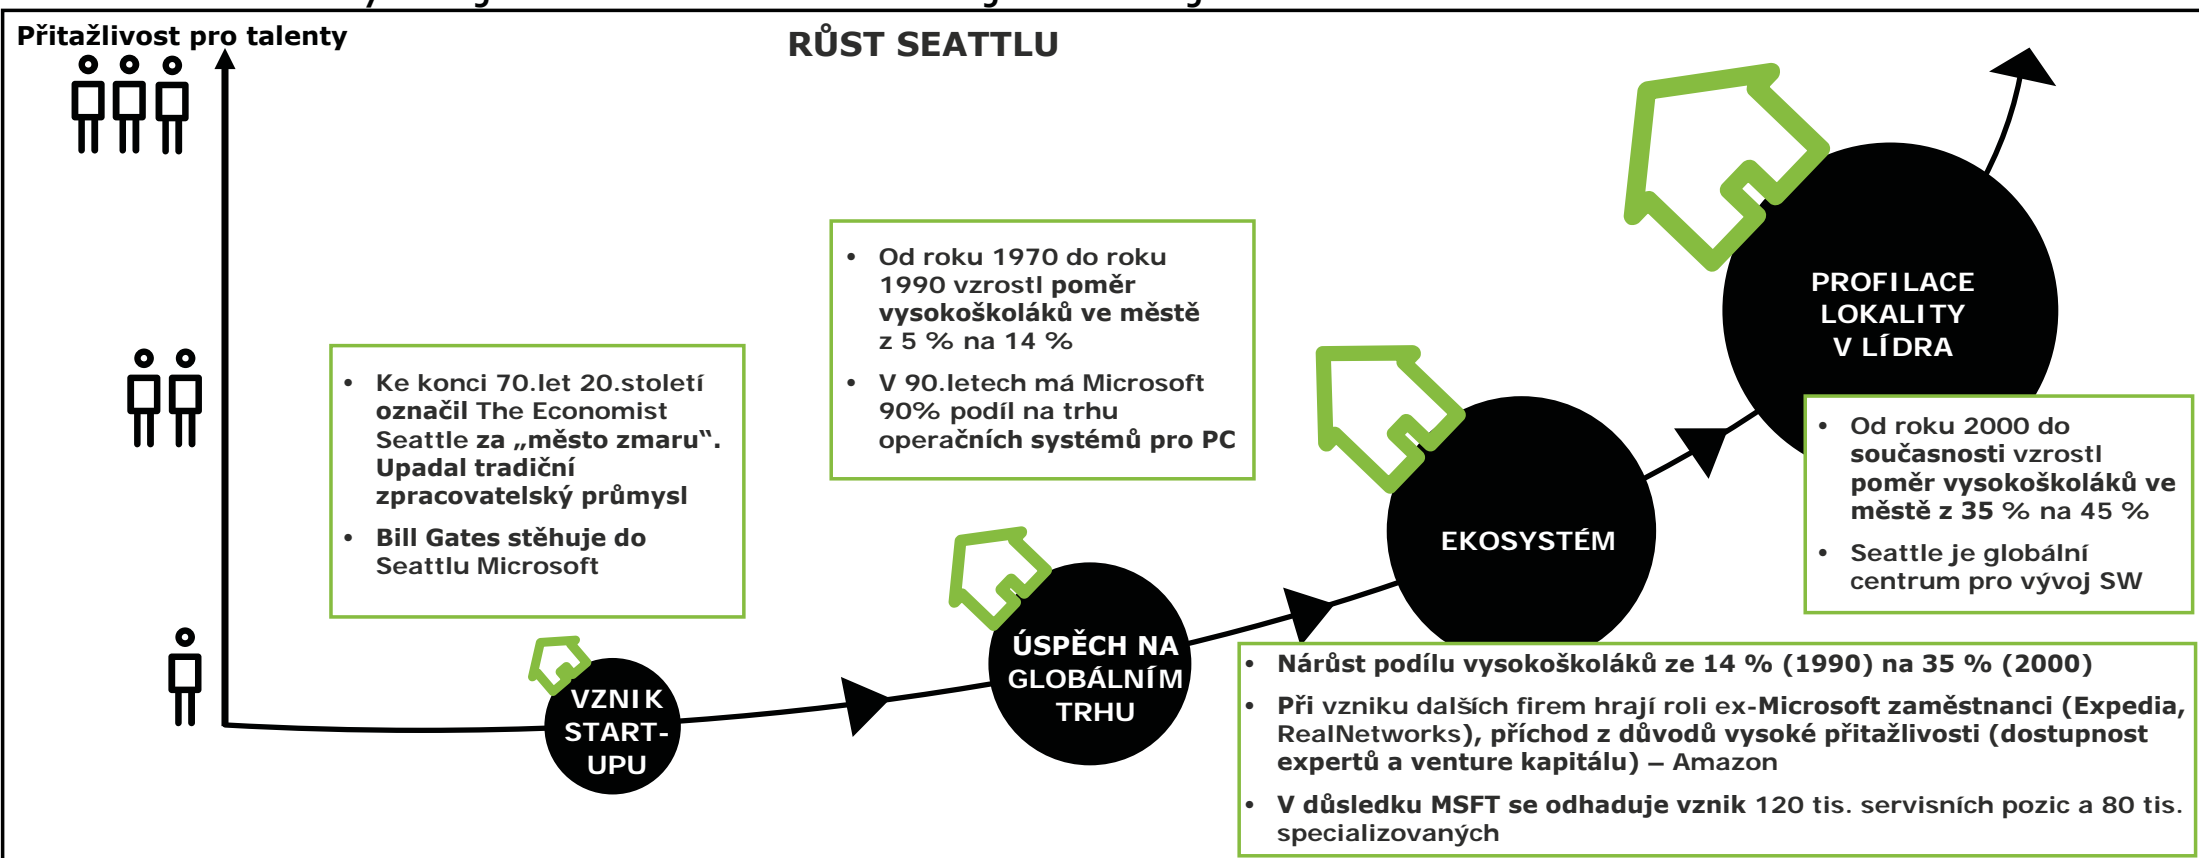 Přitažlivost pro talenty
RŮST SEATTLU
• Ke konci 70.let 20.století
označil The Economist
Seattle za „město zmaru“.
Upadal tradiční
zpracovatelský průmysl
• Bill Gates stěhuje do
Seattlu Microsoft
VZNIK
START-
UPU
• Od roku 1970 do roku
1990 vzrostl poměr
vysokoškoláků ve městě
z 5 % na 14 %
• V 90.letech má Microsoft
90% podíl na trhu
operačních systémů pro PC
ÚSPĚCH NA
GLOBÁLNÍM
TRHU
EKOSYSTÉM
• Nárůst podílu vysokoškoláků ze 14 % (1990) na 35 % (2000)
• Při vzniku dalších firem hrají roli ex-Microsoft zaměstnanci (Expedia,
RealNetworks), příchod z důvodů vysoké přitažlivosti (dostupnost
expertů a venture kapitálu) – Amazon
• V důsledku MSFT se odhaduje vznik 120 tis. servisních pozic a 80 tis.
specializovaných
PROFILACE
LOKALITY
V LÍDRA
• Od roku 2000 do
současnosti vzrostl
poměr vysokoškoláků ve
městě z 35 % na 45 %
• Seattle je globální
centrum pro vývoj SW